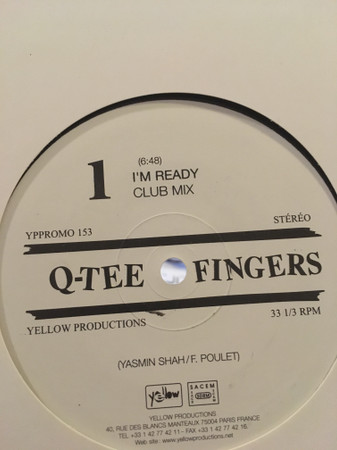 1
(6:48)
I'M READY
CLUB MIX
YPPROMO 153
STÉRÉO
Q-TEE FINGERS
YELLOW PRODUCTIONS
33 1/3 RPM
(YASMIN SHAH/F. POULET)
yellow
SACEM
YELLOW PRODUCTIONS
40, RUE DES BLANCS MANTEAUX 75004 PARIS FRANCE
TEL +33 1 42 77 42 11 - FAX +33 1 42 77 42 16.
WEB site : www.yellowproductions.net